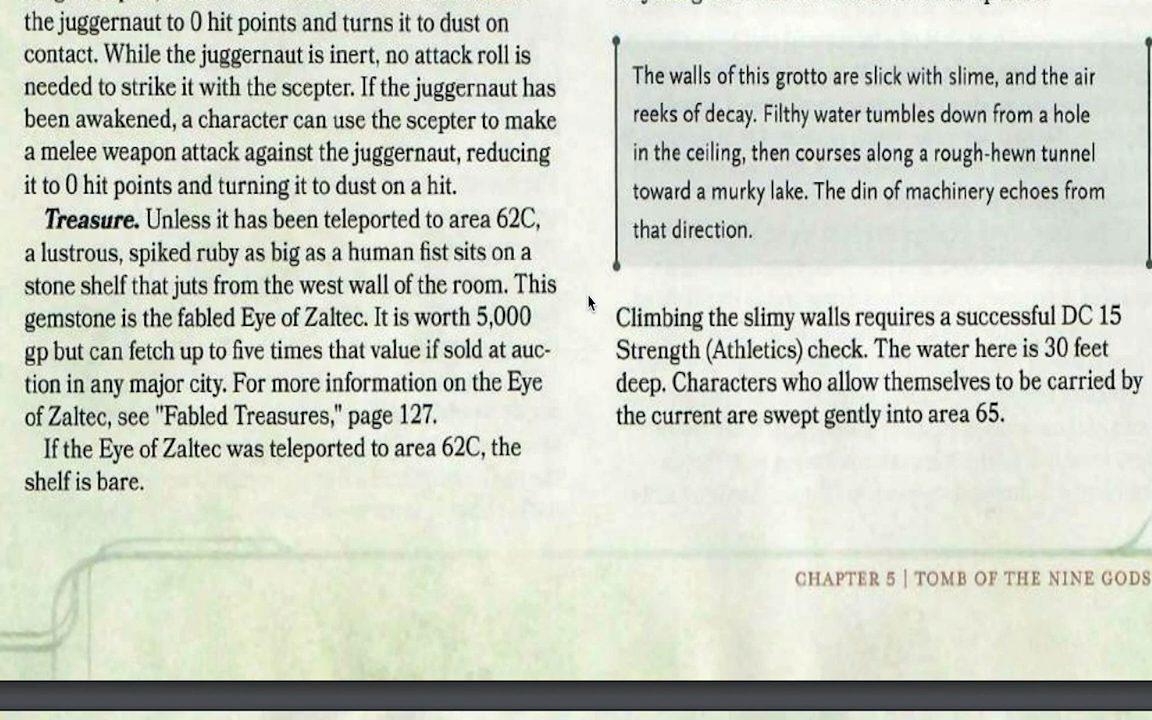 the juggernaut to 0 hit points and turns it to dust on
contact. While the juggernaut is inert, no attack roll is
needed to strike it with the scepter. If the juggernaut has
been awakened, a character can use the scepter to make
a melee weapon attack against the juggernaut, reducing
it to 0 hit points and turning it to dust on a hit.
Treasure. Unless it has been teleported to area 62C,
a lustrous, spiked ruby as big as a human fist sits on a
stone shelf that juts from the west wall of the room. This
gemstone is the fabled Eye of Zaltec. It is worth 5,000
gp but can fetch up to five times that value if sold at auc-
tion in any major city. For more information on the Eye
of Zaltec, see "Fabled Treasures," page 127.
If the Eye of Zaltec was teleported to area 62C, the
shelf is bare.
The walls of this grotto are slick with slime, and the air
reeks of decay. Filthy water tumbles down from a hole
in the ceiling, then courses along a rough-hewn tunnel
toward a murky lake. The din of machinery echoes from
that direction.
Climbing the slimy walls requires a successful DC 15
Strength (Athletics) check. The water here is 30 feet
deep. Characters who allow themselves to be carried by
the current are swept gently into area 65.
CHAPTER 5 | TOMB OF THE NINE GODS